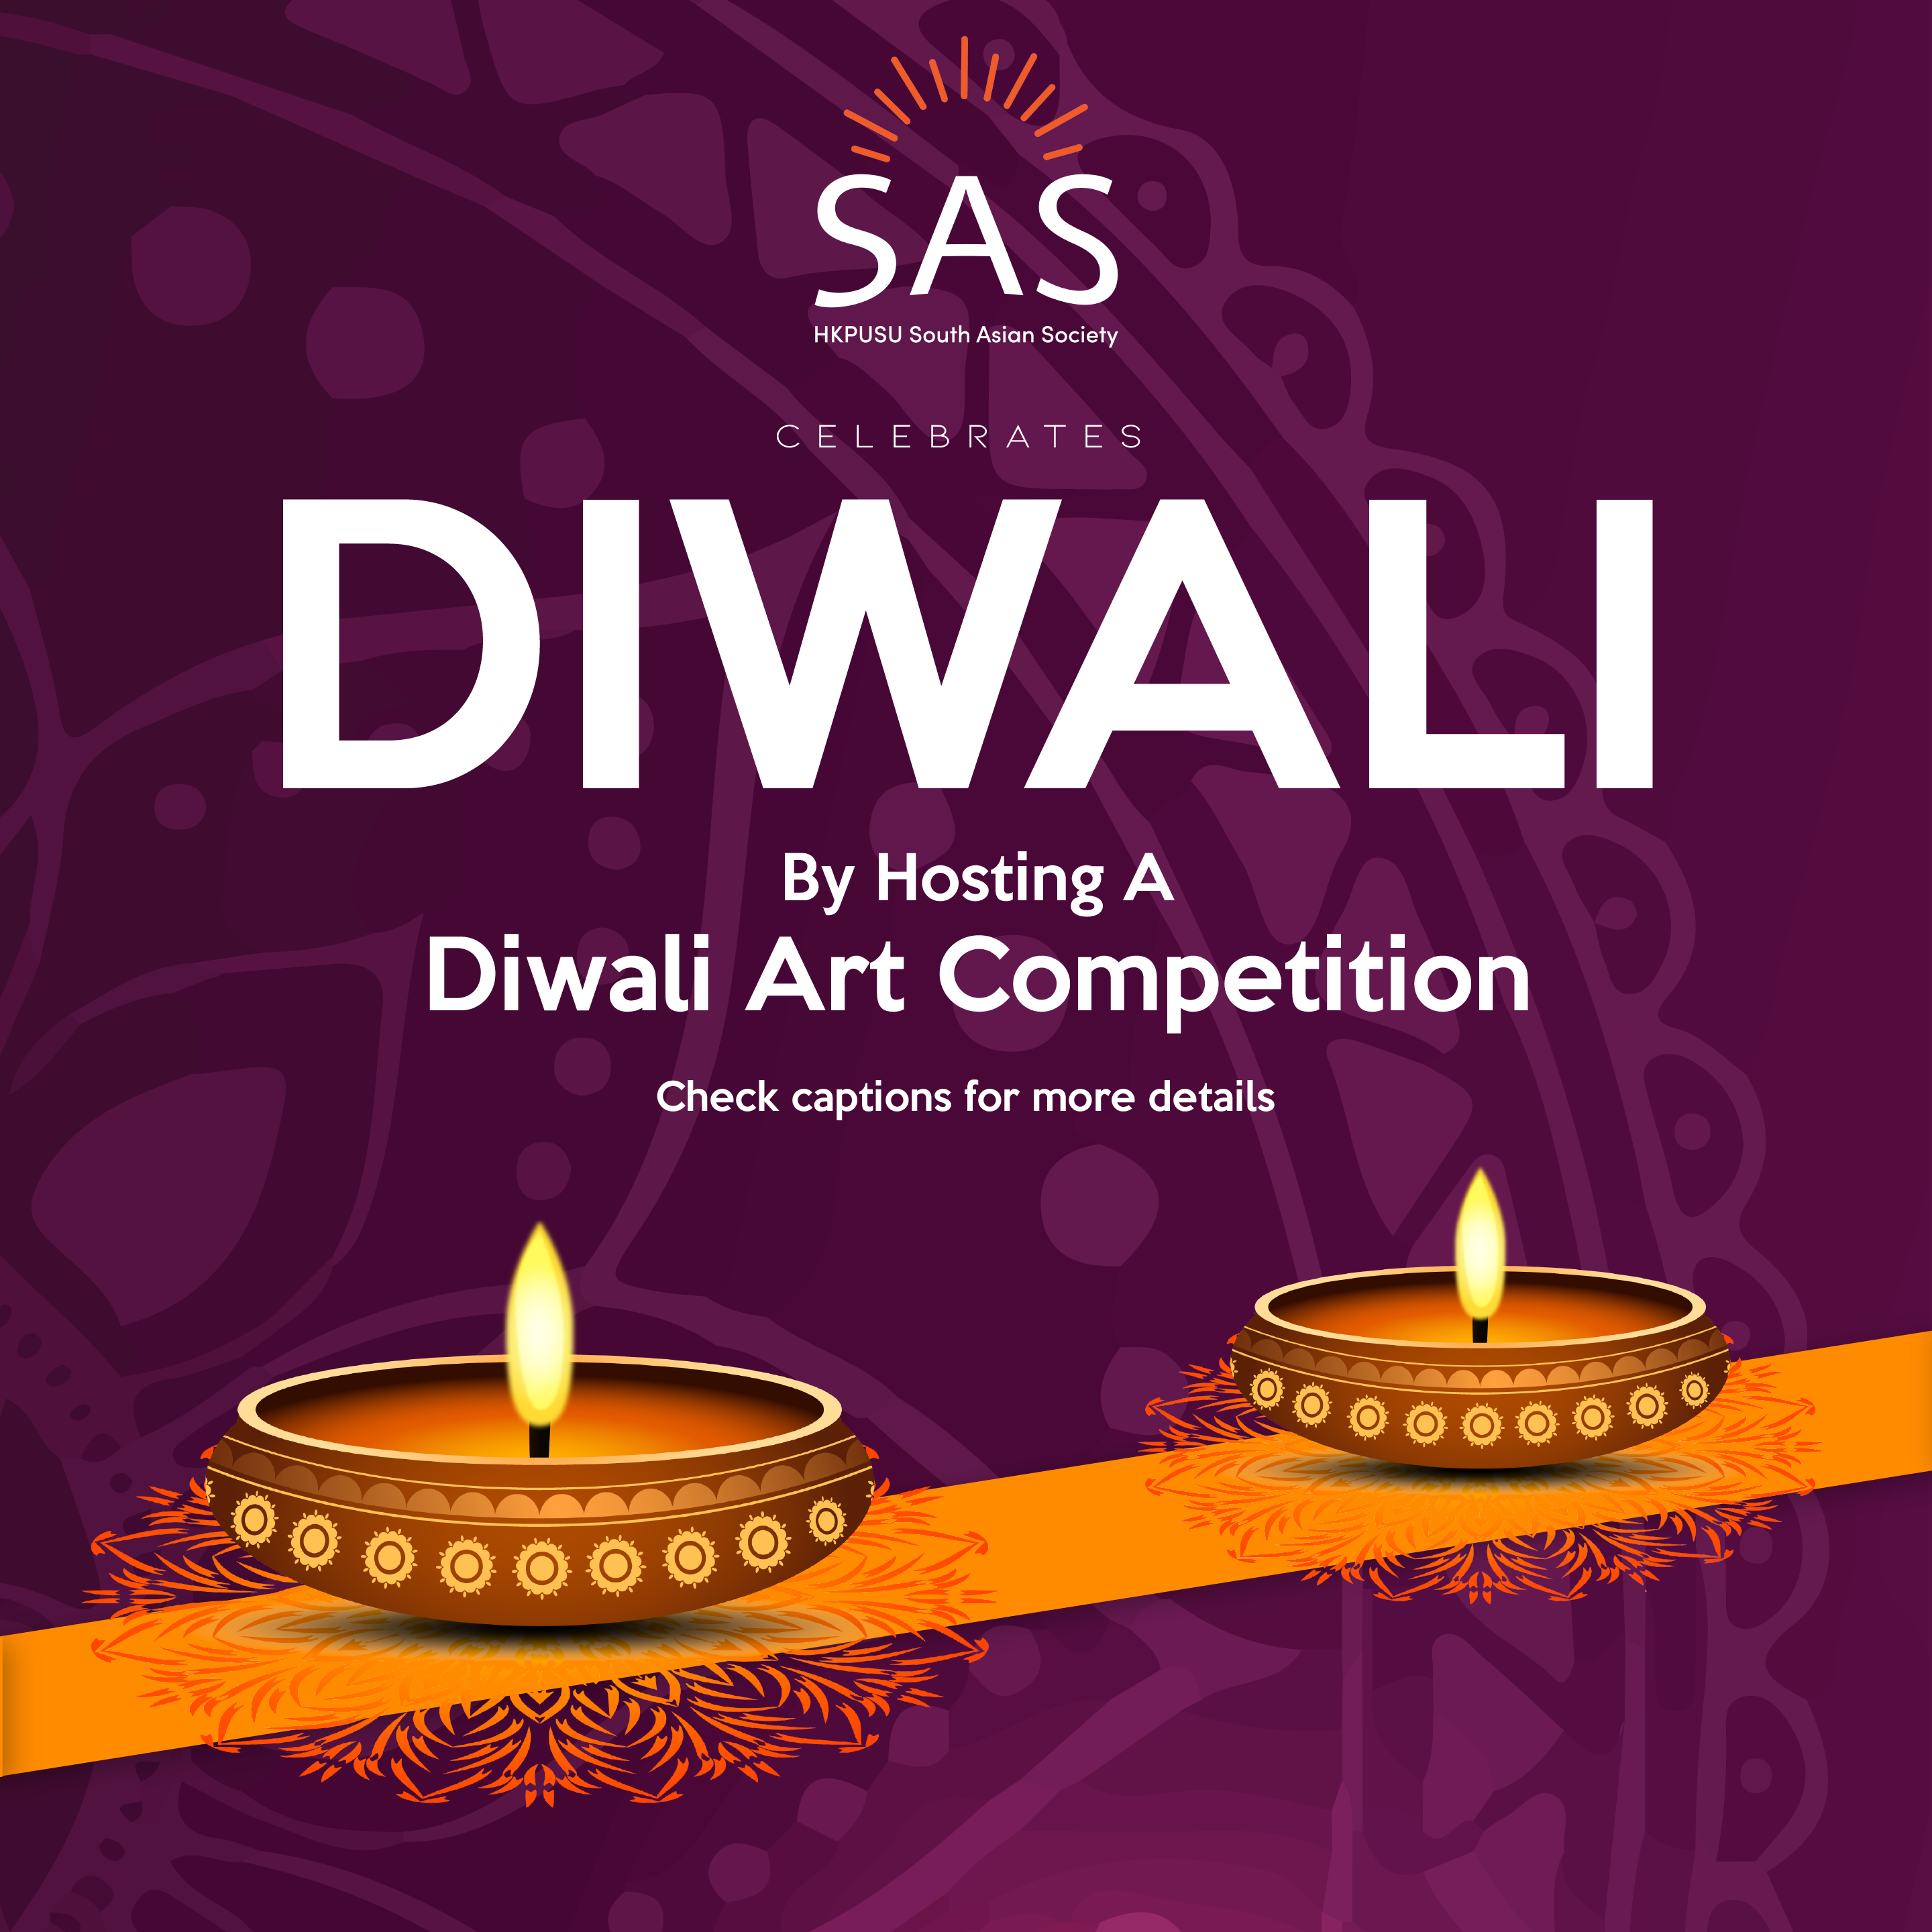 SAS
HKPUSU South Asian Society
CELEBRATES
DIWALI
By Hosting A
Diwali Art Competition
Check captions for more details